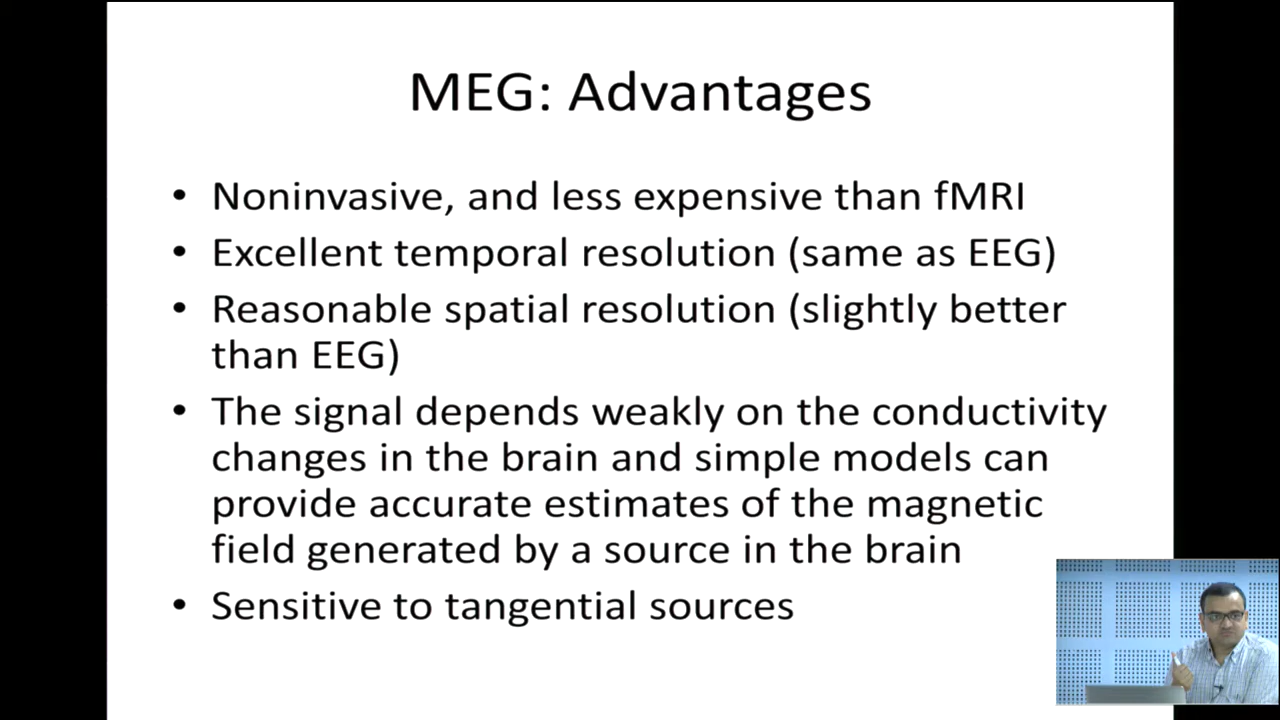 MEG: Advantages
• Noninvasive, and less expensive than fMRI
• Excellent temporal resolution (same as EEG)
• Reasonable spatial resolution (slightly better
than EEG)
• The signal depends weakly on the conductivity
changes in the brain and simple models can
provide accurate estimates of the magnetic
field generated by a source in the brain
• Sensitive to tangential sources